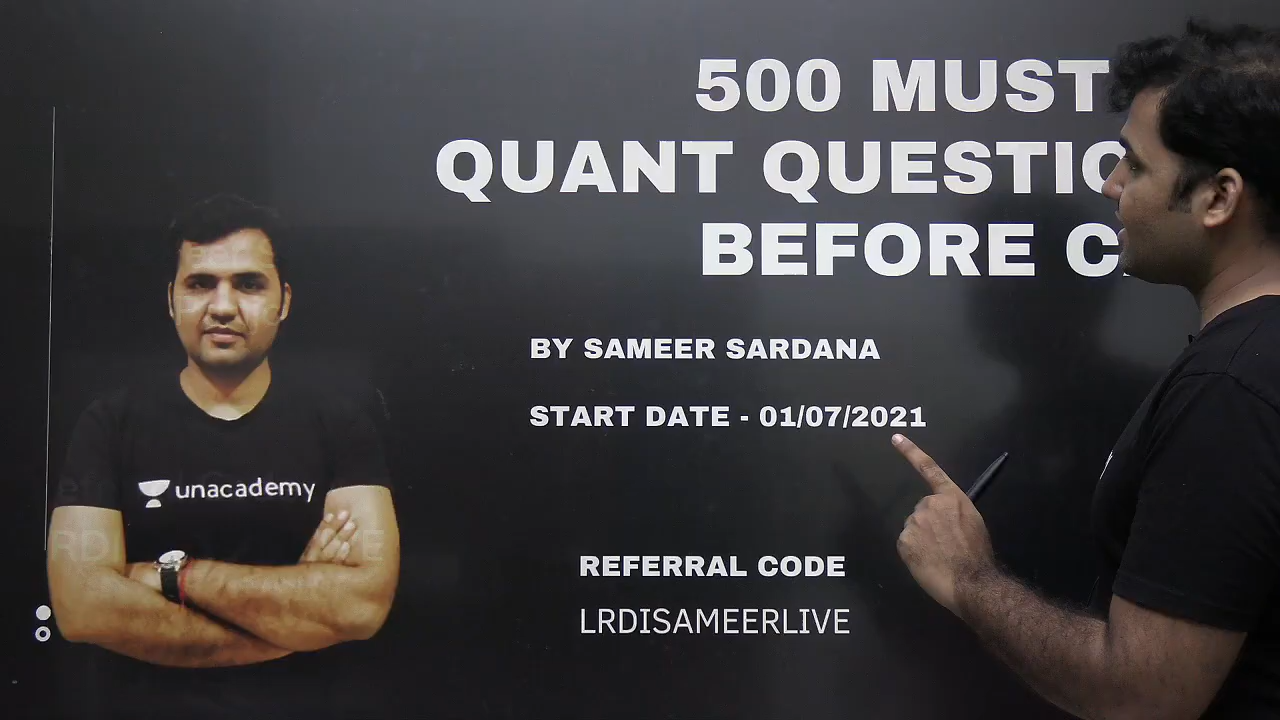 500 MUST
QUANT QUESTIO
BEFORE C
BY SAMEER SARDANA
START DATE - 01/07/2021
unacademy
REFERRAL CODE
LRDISAMEERLIVE